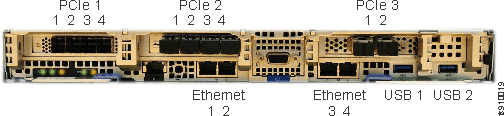 PCIe 1 PCIe 2 PCIe 3
1 2 3 4 1 2 3 4 1 2
Ethernet Ethernet USB 1 USB 2
1 2 3 4